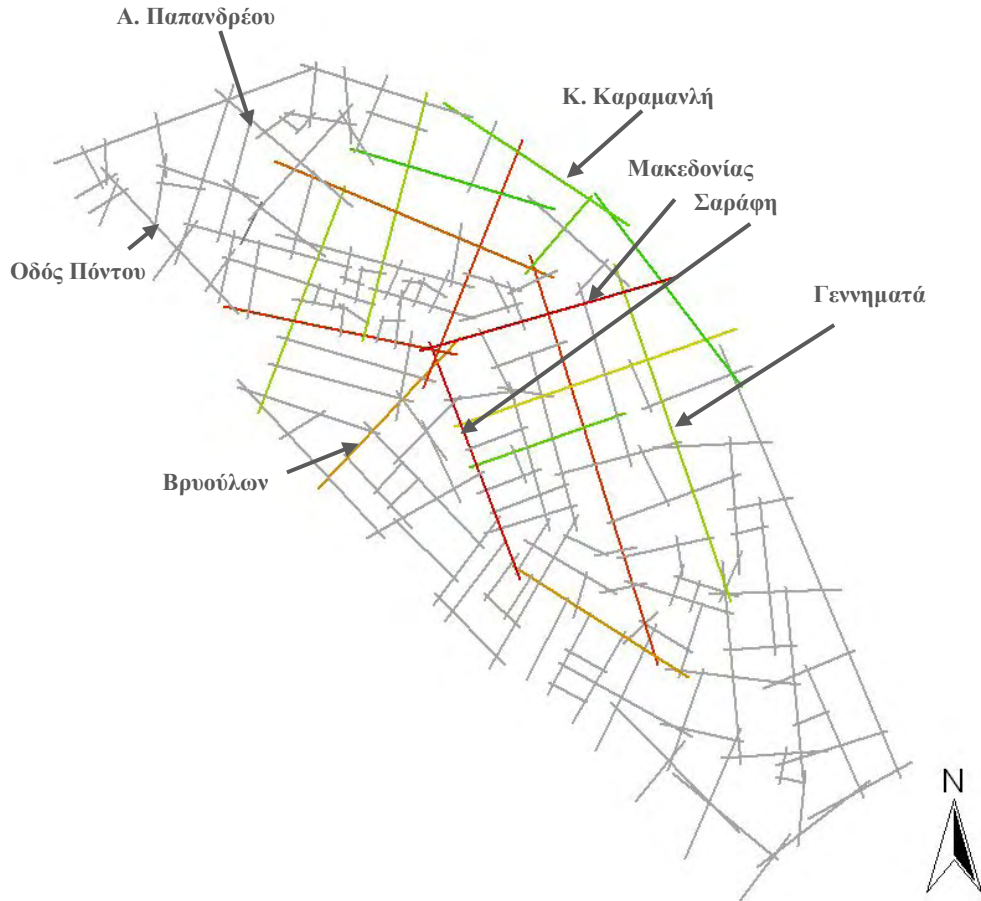 Α. Παπανδρέου
Κ. Καραμανλή
Μακεδονίας
Σαράφη
Οδός Πόντου
Γεννηματά
Βρυούλων
N